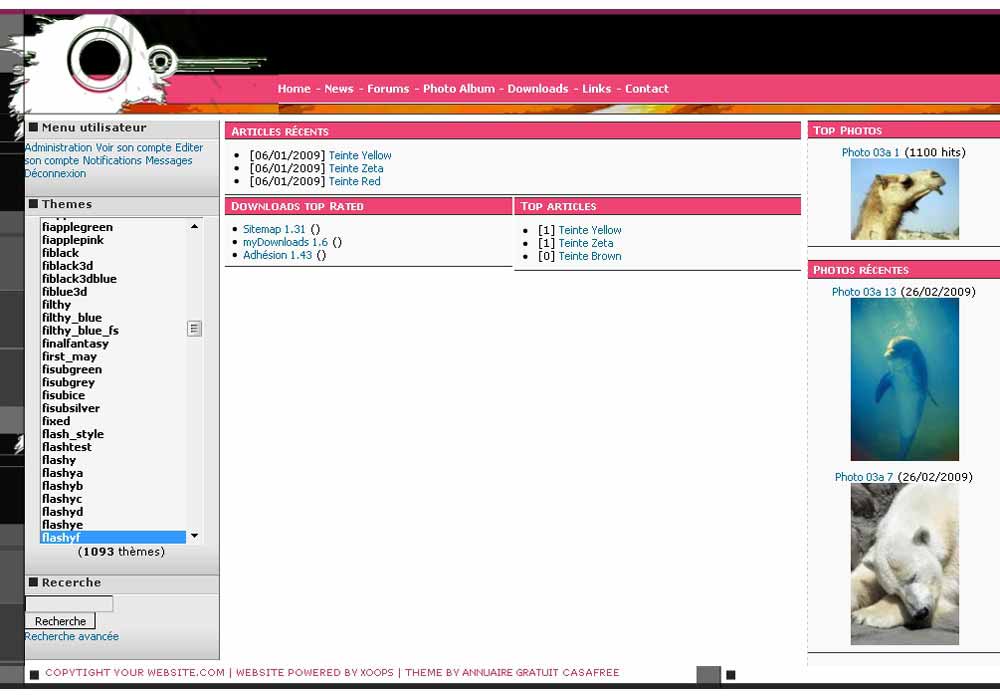 Home - News - Forums - Photo Album - Downloads - Links - Contact
Menu utilisateur
Administration Voir son compte Editer
son compte Notifications Messages
Déconnexion
Themes
fiapplegreen
fiapplepink
fiblack
fiblack3d
fiblack3dblue
fiblue3d
filthy
filthy_blue
filthy_blue_fs
finalfantasy
first_may
fisubgreen
fisubgrey
fisubice
fisubsilver
fixed
flash_style
flashtest
flashy
flashya
flashyb
flashyc
flashyd
flashye
flashyf
(1093 thèmes)
Recerche
Recherche
Recherche avancée
Articles récents
[06/01/2009] Teinte Yellow
[06/01/2009] Teinte Zeta
[06/01/2009] Teinte Red
Downloads top Rated
Sitemap 1.31 ()
myDownloads 1.6 ()
Adhésion 1.43 ()
Top articles
[1] Teinte Yellow
[1] Teinte Zeta
[0] Teinte Brown
Top Photos
Photo 03a 1 (1100 hits)
Photos récentes
Photo 03a 13 (26/02/2009)
Photo 03a 7 (26/02/2009)
COPYTIGHT YOUR WEBSITE.COM | WEBSITE POWERED BY XOOPS | THEME BY ANNUAIRE GRATUIT CASAFREE